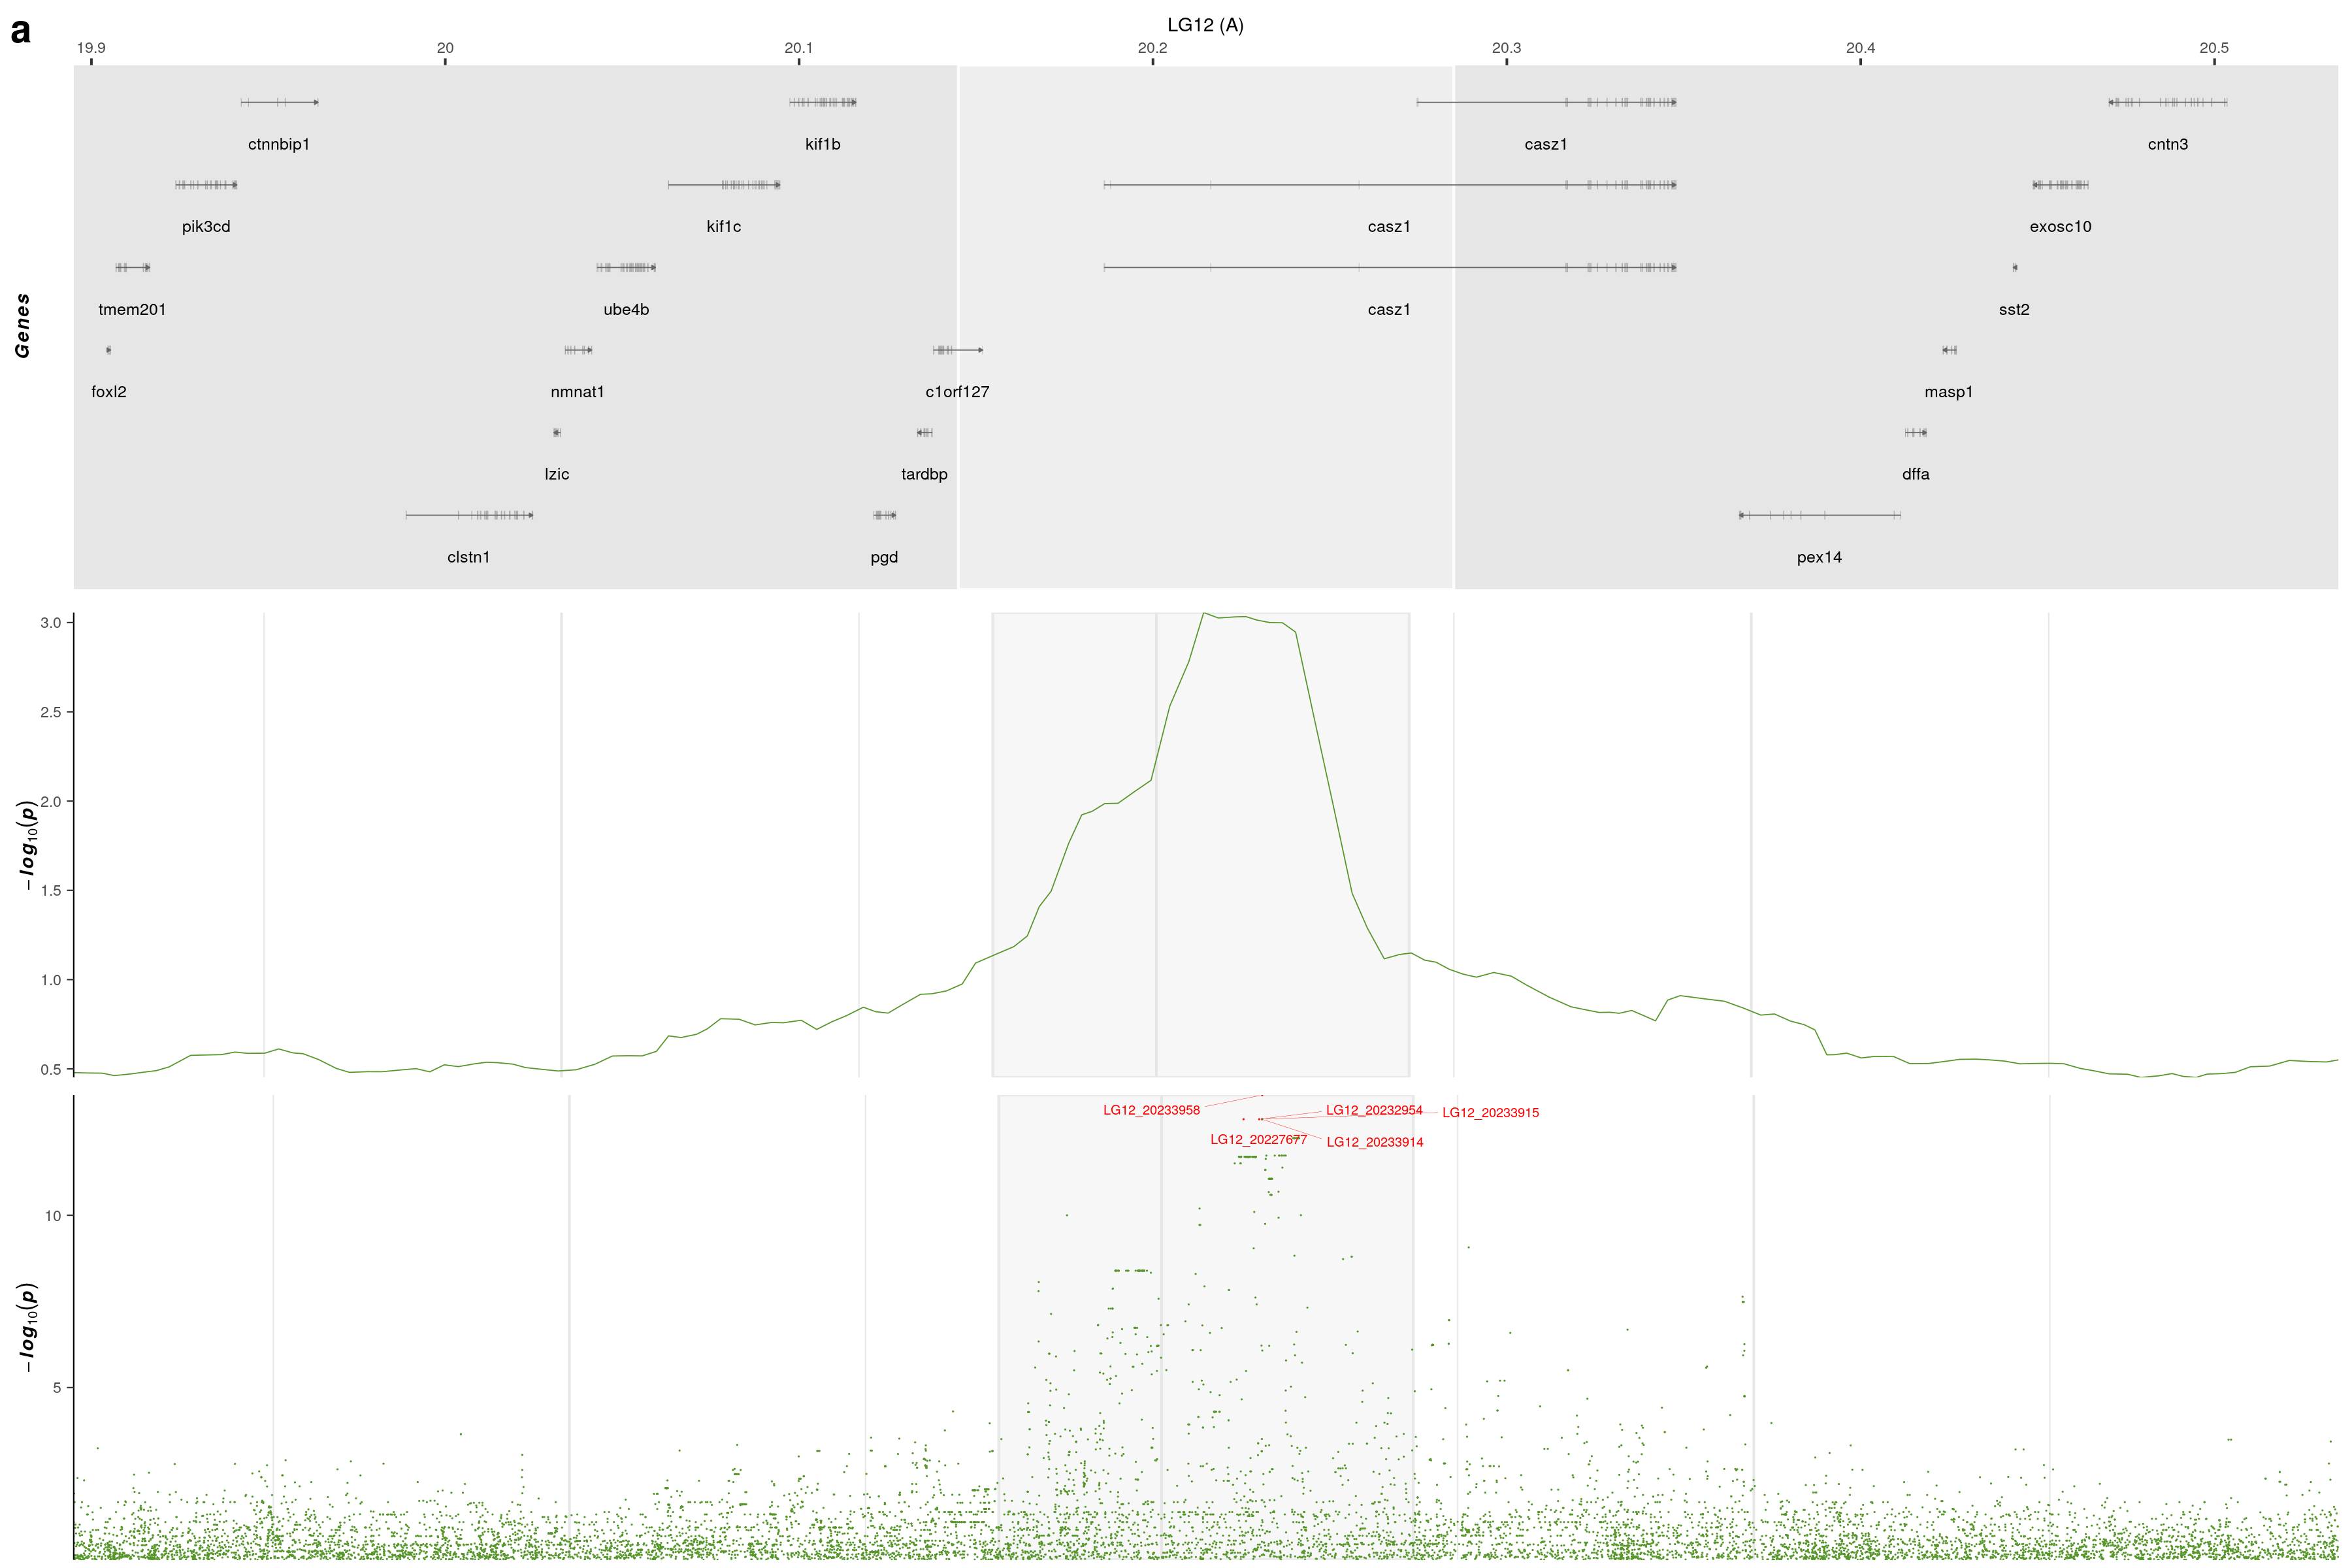 a
LG12 (A)
19.9 20 20.1 20.2 20.3 20.4 20.5
Genes
ctnnbip1 kif1b casz1 cntn3
pik3cd kif1c casz1 exosc10
tmem201 ube4b casz1 sst2
foxl2 nmnat1 c1orf127 masp1
lzic tardbp dffa
clstn1 pgd pex14
−log10(p)
3.0
2.5
2.0
1.5
1.0
0.5
−log10(p)
LG12_20233958 LG12_20232954 LG12_20233915
LG12_20227677 LG12_20233914
10
5